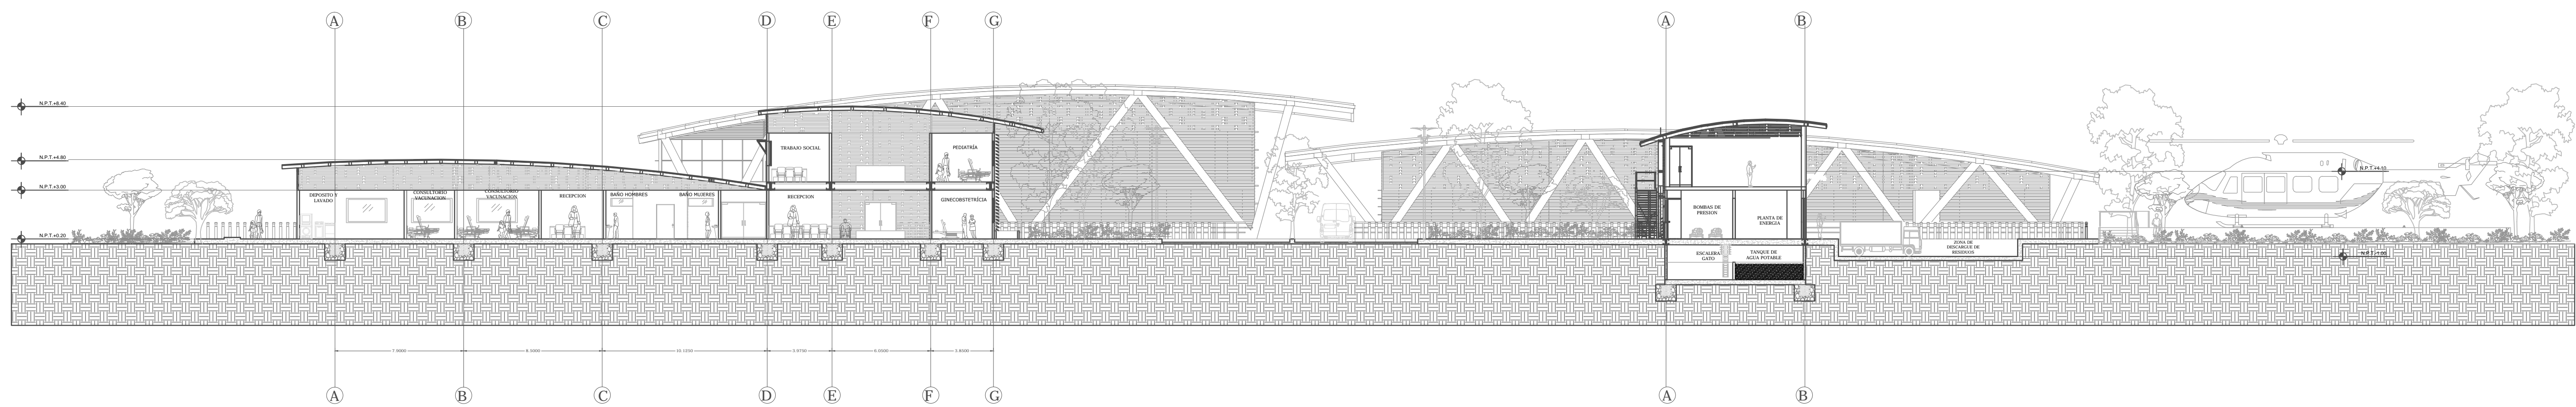 A B C D E F G A B
N.P.T.+8.40
N.P.T.+4.80
N.P.T.+3.00
N.P.T.+0.20
TRABAJO SOCIAL
PEDIATRÍA
DEPOSITO Y
LAVADO
CONSULTORIO
VACUNACION
CONSULTORIO
VACUNACION
RECEPCION
BAÑO HOMBRES
BAÑO MUJERES
RECEPCION
GINECOBSTETRÍCIA
BOMBAS DE
PRESION
PLANTA DE
ENERGIA
ESCALERA
GATO
TANQUE DE
AGUA POTABLE
ZONA DE
DESCARGUE DE
RESIDUOS
A B C D E F G A B